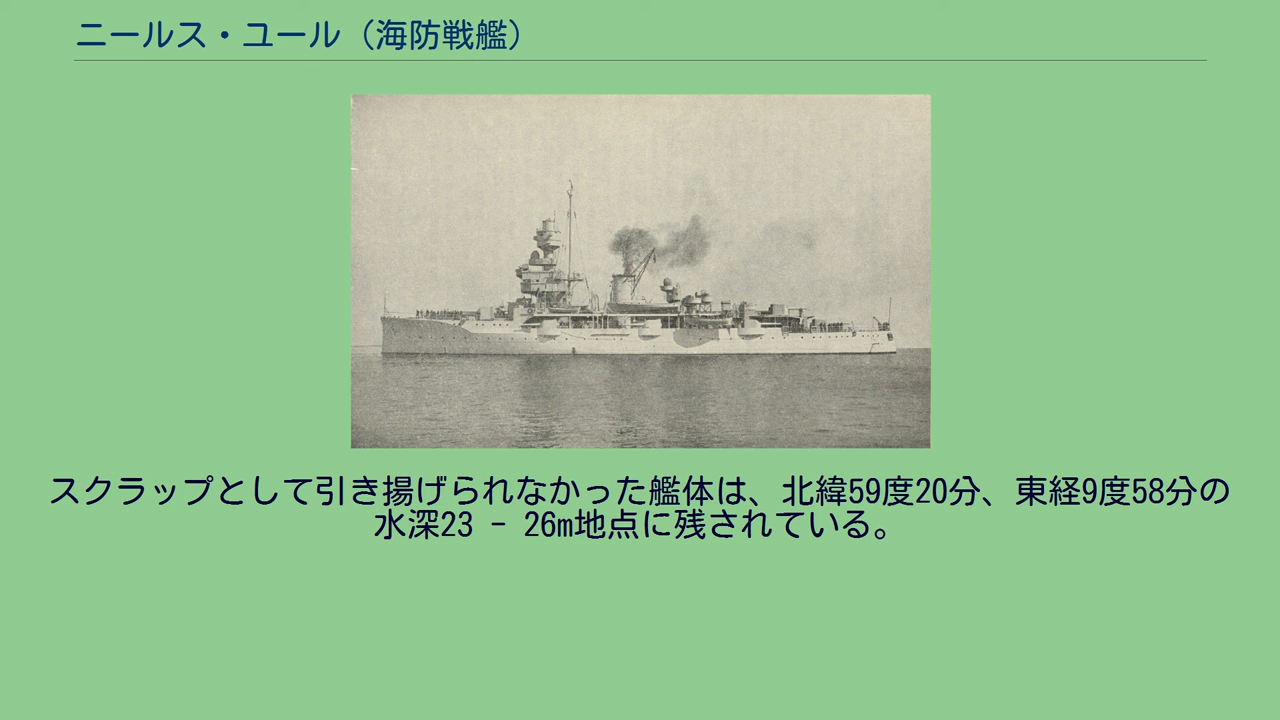 ニールス・ユール（海防戦艦）
スクラップとして引き揚げられなかった艦体は、北緯59度20分、東経9度58分の
水深23 - 26m地点に残されている。